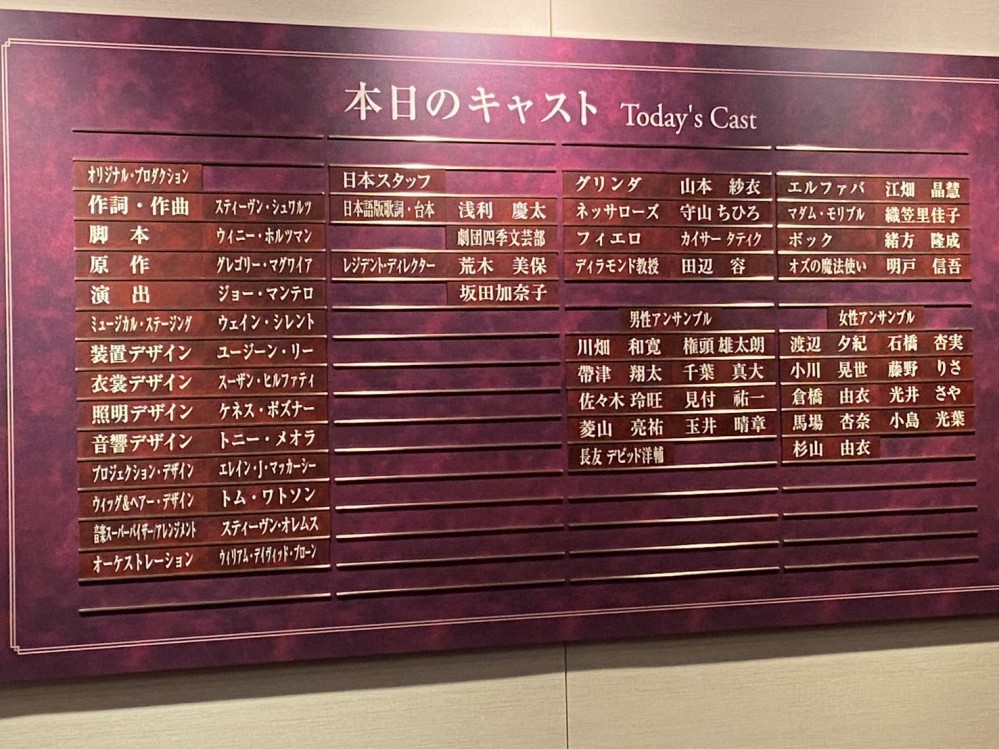 本日のキャスト Today's Cast
オリジナル・プロダクション
作詞・作曲 スティーヴン・シュワルツ
脚本 ウィニー・ホルツマン
原作 グレゴリー・マグワイア
演出 ジョー・マンテロ
ミュージカル・ステージング ウェイン・シレント
装置デザイン ユージーン・リー
衣裳デザイン スーザン・ヒルファティ
照明デザイン ケネス・ポズナー
音響デザイン トニー・メオラ
プロジェクション・デザイン エレイン・J・マッカーシー
ウィッグ&ヘアー・デザイン トム・ワトソン
音楽スーパーバイザー/アレンジメント スティーヴン・オレムス
オーケストレーション ウィリアム・デイヴィッド・ブローン
日本スタッフ
日本語版歌詞・台本 浅利 慶太
劇団四季文芸部
レジデント・ディレクター 荒木 美保
坂田加奈子
グリンダ 山本 紗衣
ネッサローズ 守山ちひろ
フィエロ カイサー タティク
ディラモンド教授 田辺 容
男性アンサンブル
川畑 和寛 権頭 雄太朗
帶津 翔太 千葉 真大
佐々木 玲旺 見付 祐一
菱山 亮祐 玉井 晴章
長友 デビッド洋輔
エルファバ 江畑 晶慧
マダム・モリブル 織笠里佳子
ボック 緒方 隆成
オズの魔法使い 明戸 信吾
女性アンサンブル
渡辺 夕紀 石橋 杏実
小川 晃世 藤野 りさ
倉橋 由衣 光井 さや
馬場 杏奈 小島 光葉
杉山 由衣